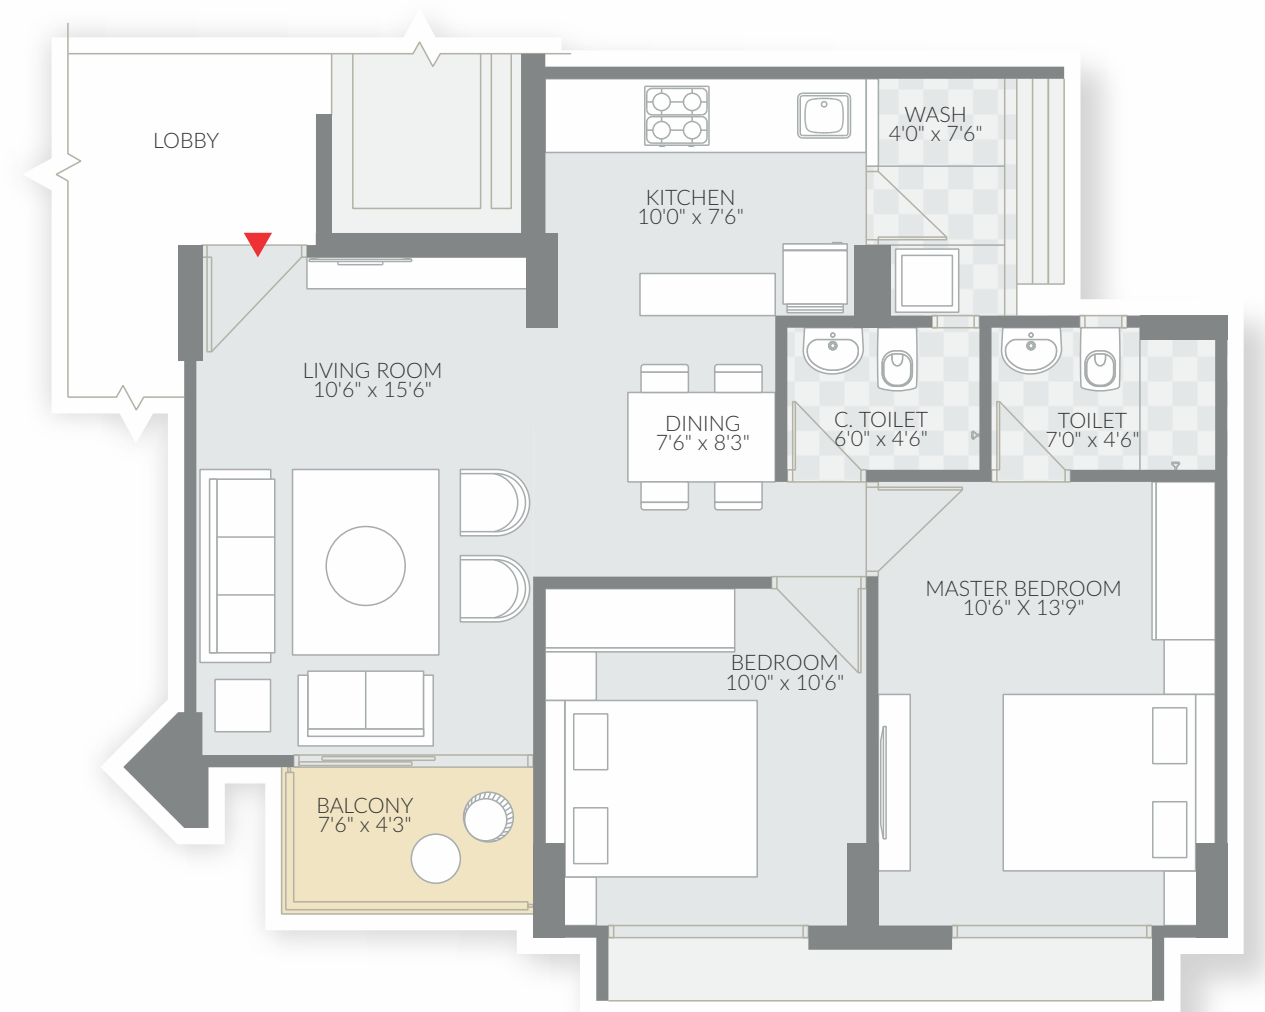 LOBBY
WASH
4'0" x 7'6"
KITCHEN
10'0" x 7'6"
LIVING ROOM
10'6" x 15'6"
DINING
7'6" x 8'3"
C. TOILET
6'0" x 4'6"
TOILET
7'0" x 4'6"
MASTER BEDROOM
10'6" X 13'9"
BEDROOM
10'0" x 10'6"
BALCONY
7'6" x 4'3"